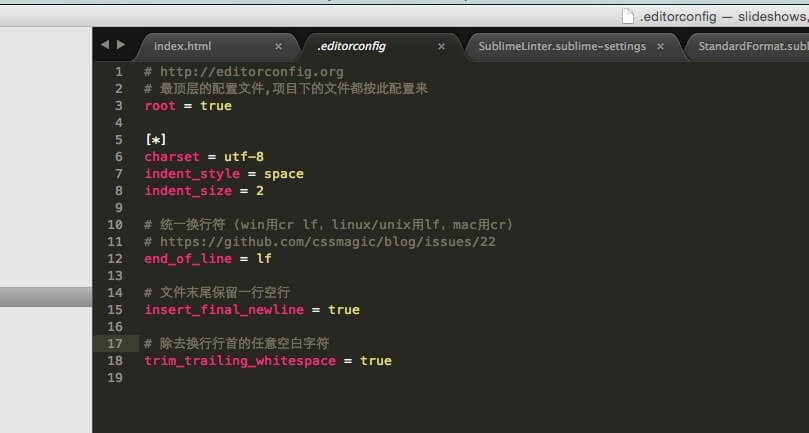 .editorconfig — slideshows,
index.html ×
.editorconfig ×
SublimeLinter.sublime-settings ×
StandardFormat.subl
1 # http://editorconfig.org
2 # 最顶层的配置文件,项目下的文件都按此配置来
3 root = true
4
5 [*]
6 charset = utf-8
7 indent_style = space
8 indent_size = 2
9
10 # 统一换行符 (win用cr lf, linux/unix用lf, mac用cr)
11 # https://github.com/cssmagic/blog/issues/22
12 end_of_line = lf
13
14 # 文件末尾保留一行空行
15 insert_final_newline = true
16
17 # 除去换行行首的任意空白字符
18 trim_trailing_whitespace = true
19